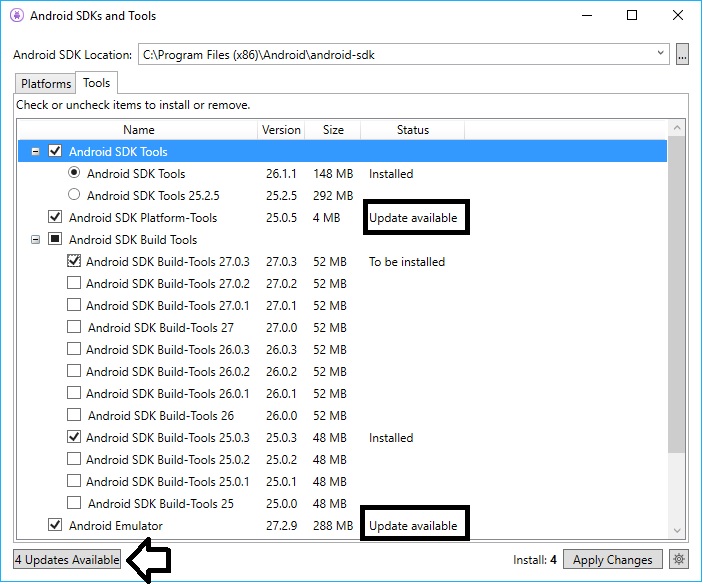 Android SDKs and Tools
Android SDK Location: C:\Program Files (x86)\Android\android-sdk ...
Platforms Tools
Check or uncheck items to install or remove.
Name Version Size Status
Android SDK Tools
Android SDK Tools 26.1.1 148 MB Installed
Android SDK Tools 25.2.5 25.2.5 292 MB
Android SDK Platform-Tools 25.0.5 4 MB Update available
Android SDK Build Tools
Android SDK Build-Tools 27.0.3 27.0.3 52 MB To be installed
Android SDK Build-Tools 27.0.2 27.0.2 52 MB
Android SDK Build-Tools 27.0.1 27.0.1 52 MB
Android SDK Build-Tools 27 27.0.0 52 MB
Android SDK Build-Tools 26.0.3 26.0.3 52 MB
Android SDK Build-Tools 26.0.2 26.0.2 52 MB
Android SDK Build-Tools 26.0.1 26.0.1 52 MB
Android SDK Build-Tools 26 26.0.0 52 MB
Android SDK Build-Tools 25.0.3 25.0.3 48 MB Installed
Android SDK Build-Tools 25.0.2 25.0.2 48 MB
Android SDK Build-Tools 25.0.1 25.0.1 48 MB
Android SDK Build-Tools 25 25.0.0 48 MB
Android Emulator 27.2.9 288 MB Update available
4 Updates Available Install: 4 Apply Changes